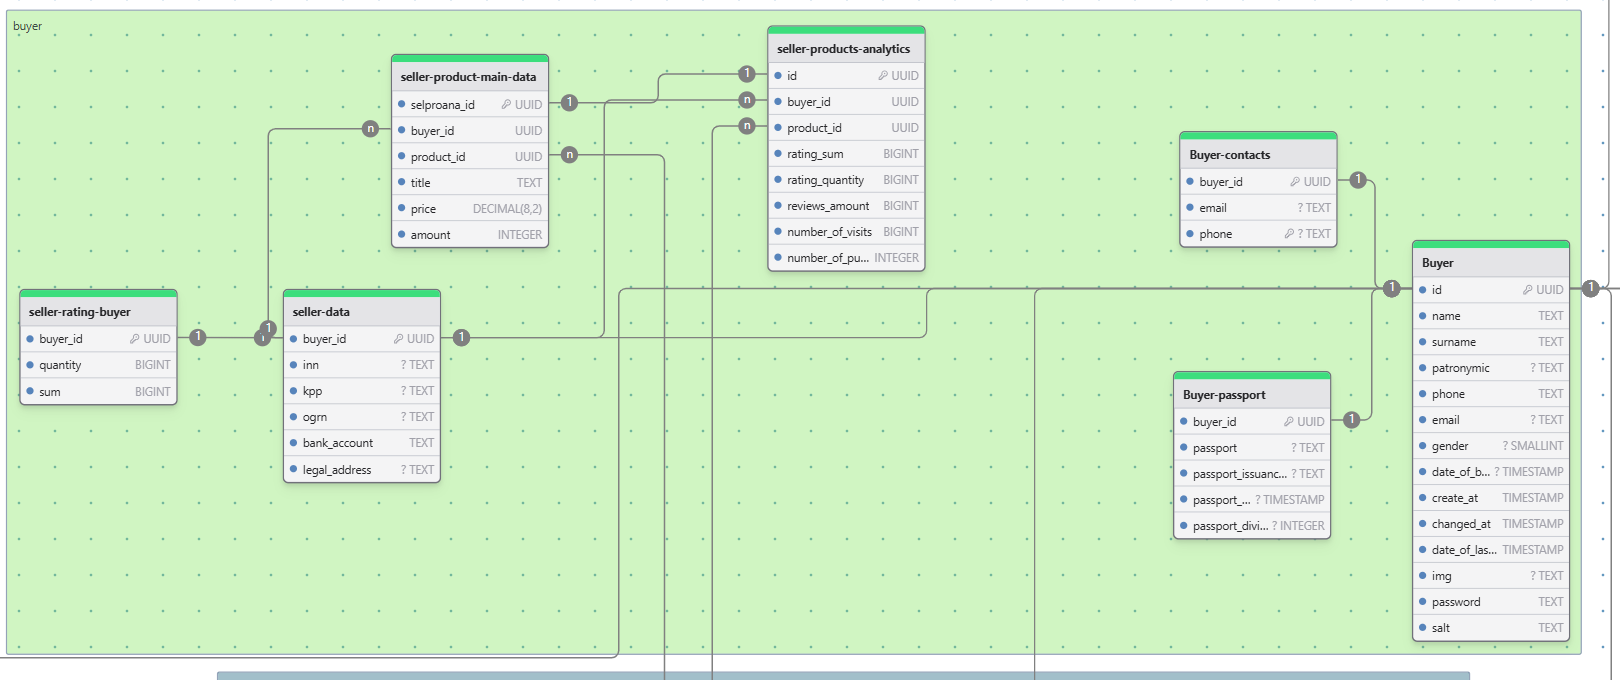 buyer
seller-product-main-data
selproana_id UUID
buyer_id UUID
product_id UUID
title TEXT
price DECIMAL(8,2)
amount INTEGER
1
n
n
seller-products-analytics
id UUID
buyer_id UUID
product_id UUID
rating_sum BIGINT
rating_quantity BIGINT
reviews_amount BIGINT
number_of_visits BIGINT
number_of_pu... INTEGER
1
n
n
Buyer-contacts
buyer_id UUID
email ? TEXT
phone ? TEXT
1
seller-rating-buyer
buyer_id UUID
quantity BIGINT
sum BIGINT
1
1
seller-data
buyer_id UUID
inn ? TEXT
kpp ? TEXT
ogrn ? TEXT
bank_account TEXT
legal_address ? TEXT
1
Buyer-passport
buyer_id UUID
passport ? TEXT
passport_issuanc... ? TEXT
passport_... ? TIMESTAMP
passport_divi... ? INTEGER
1
1
Buyer
id UUID
name TEXT
surname TEXT
patronymic ? TEXT
phone TEXT
email ? TEXT
gender ? SMALLINT
date_of_b... ? TIMESTAMP
create_at TIMESTAMP
changed_at TIMESTAMP
date_of_las... TIMESTAMP
img ? TEXT
password TEXT
salt TEXT
1